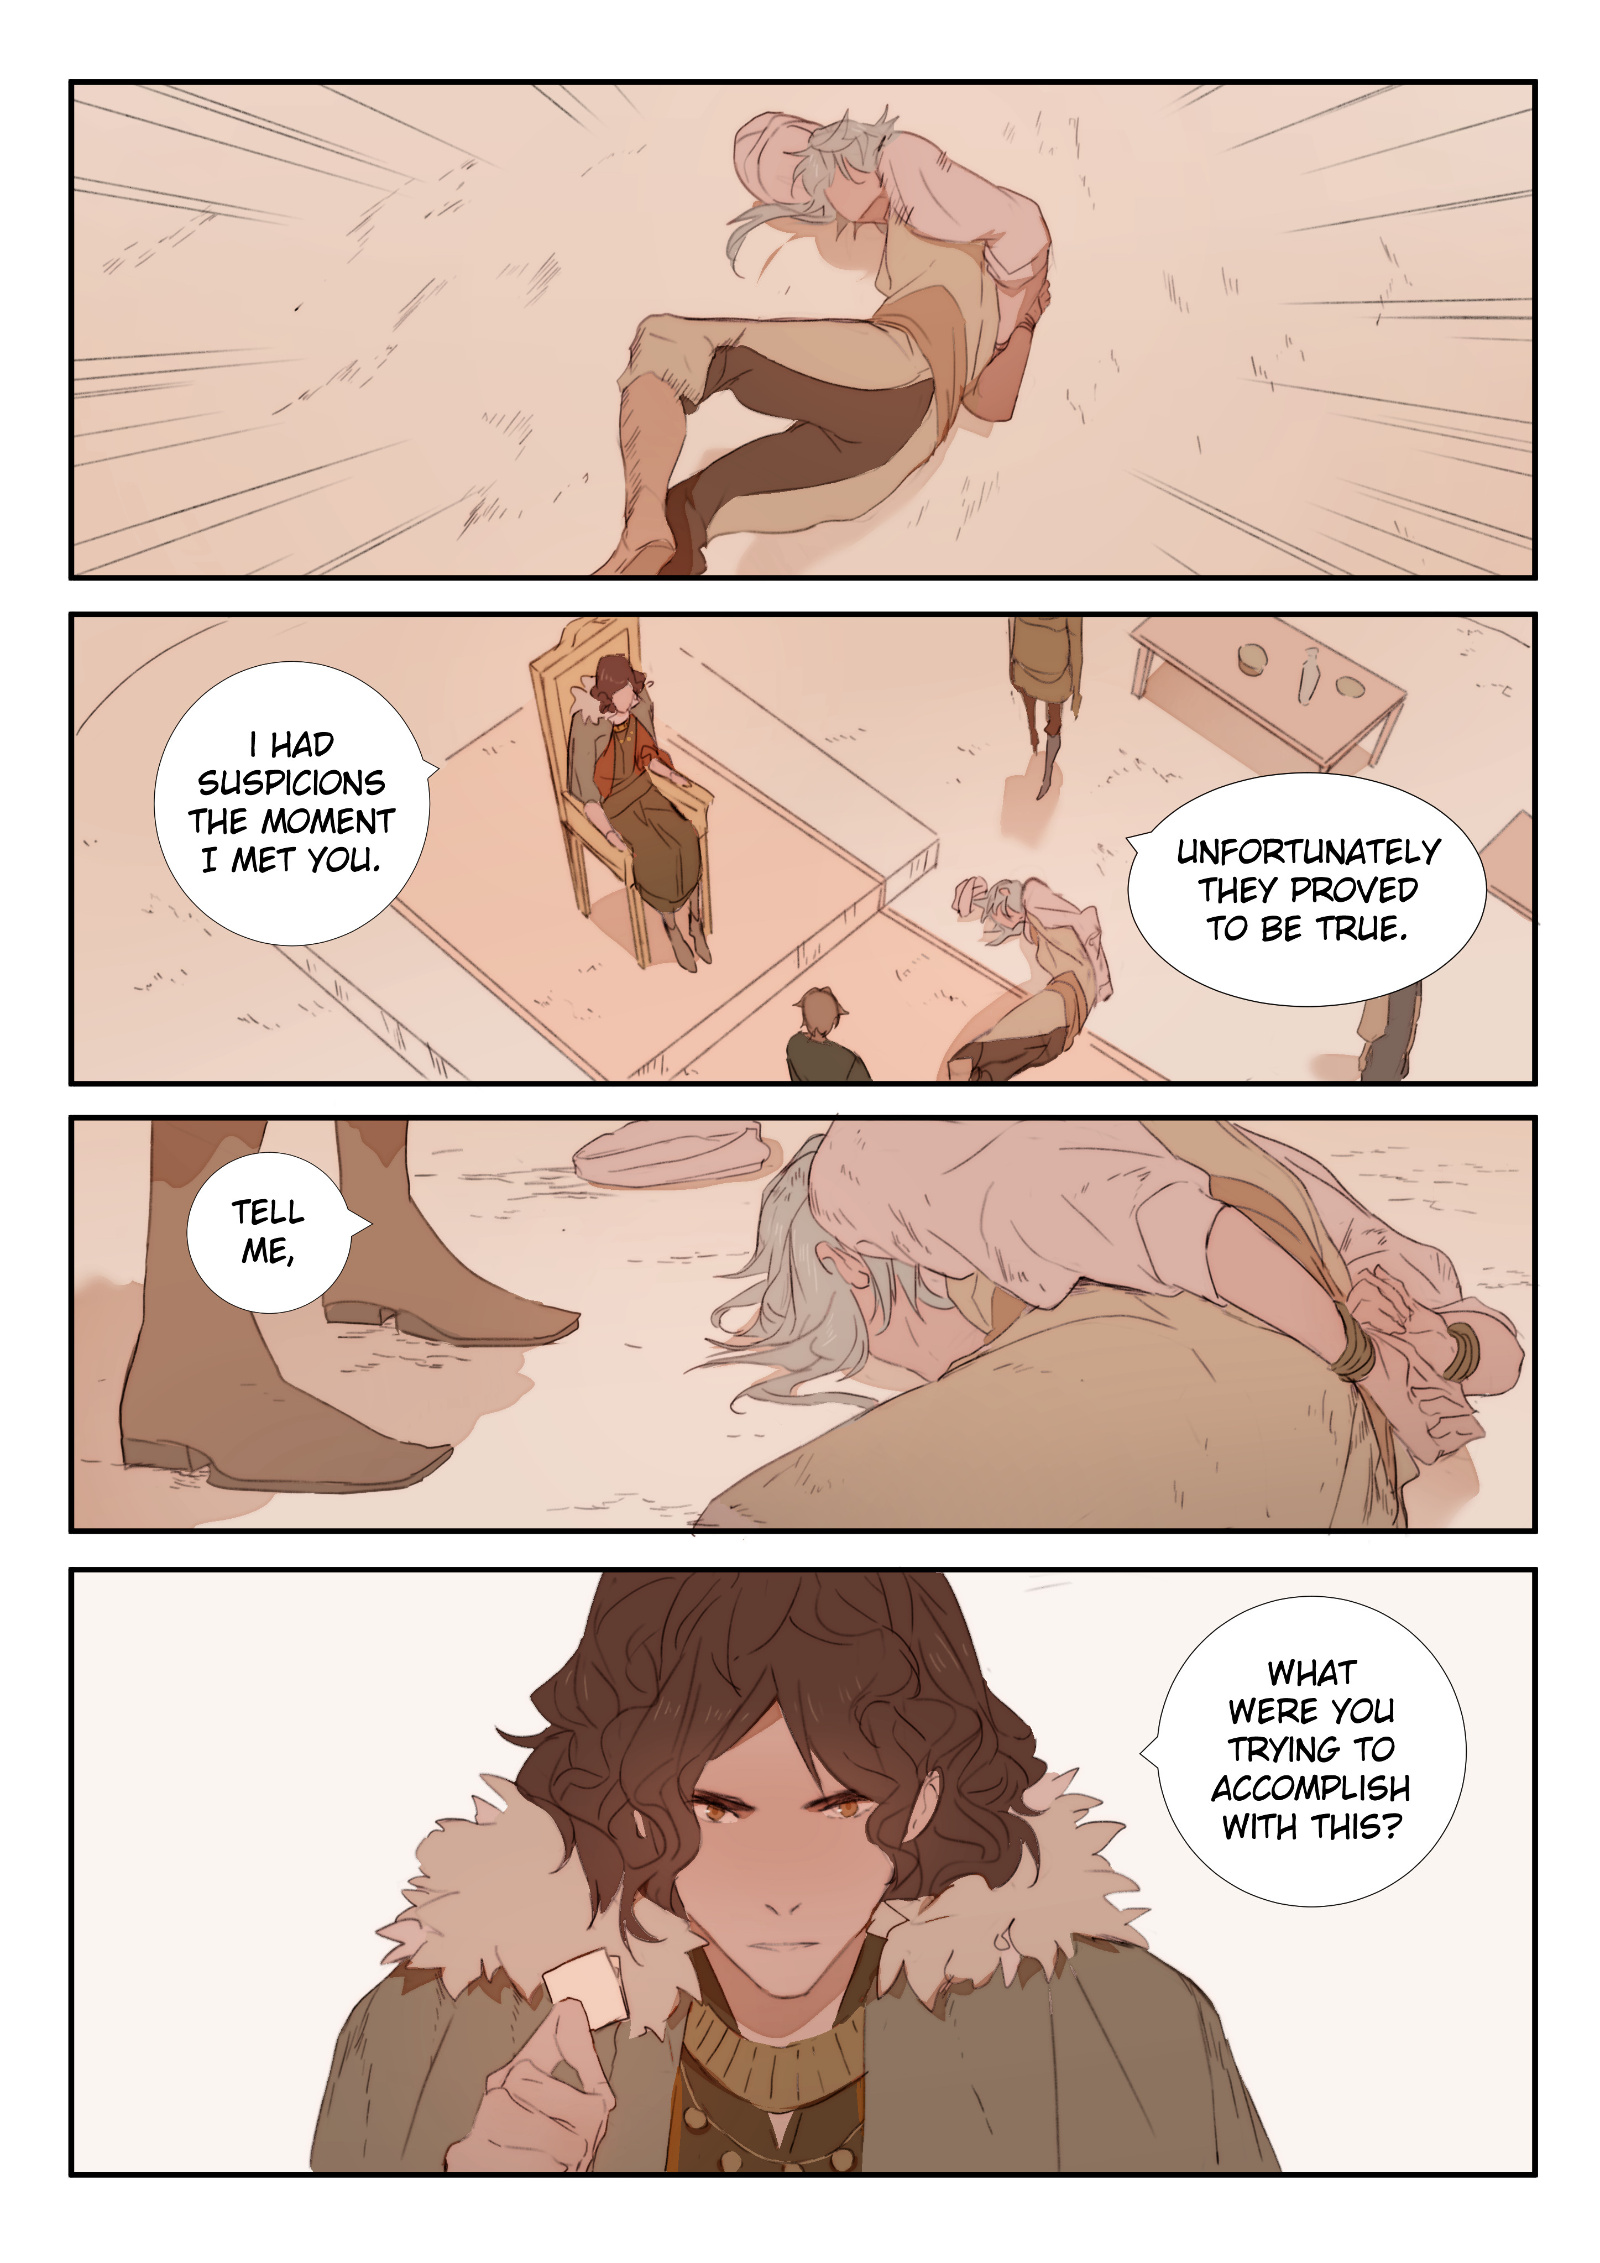 I HAD
SUSPICIONS
THE MOMENT
I MET YOU.
UNFORTUNATELY
THEY PROVED
TO BE TRUE.
TELL
ME,
WHAT
WERE YOU
TRYING TO
ACCOMPLISH
WITH THIS?